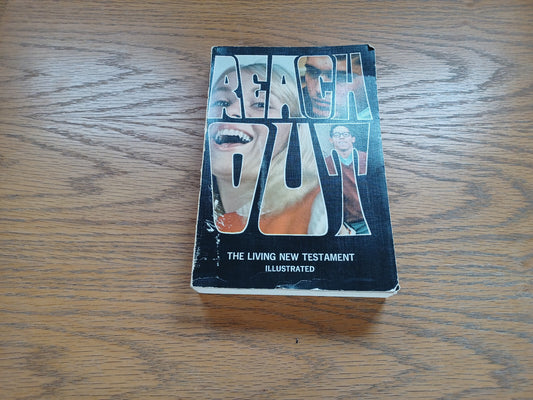 REACH
OUT
THE LIVING NEW TESTAMENT
ILLUSTRATED